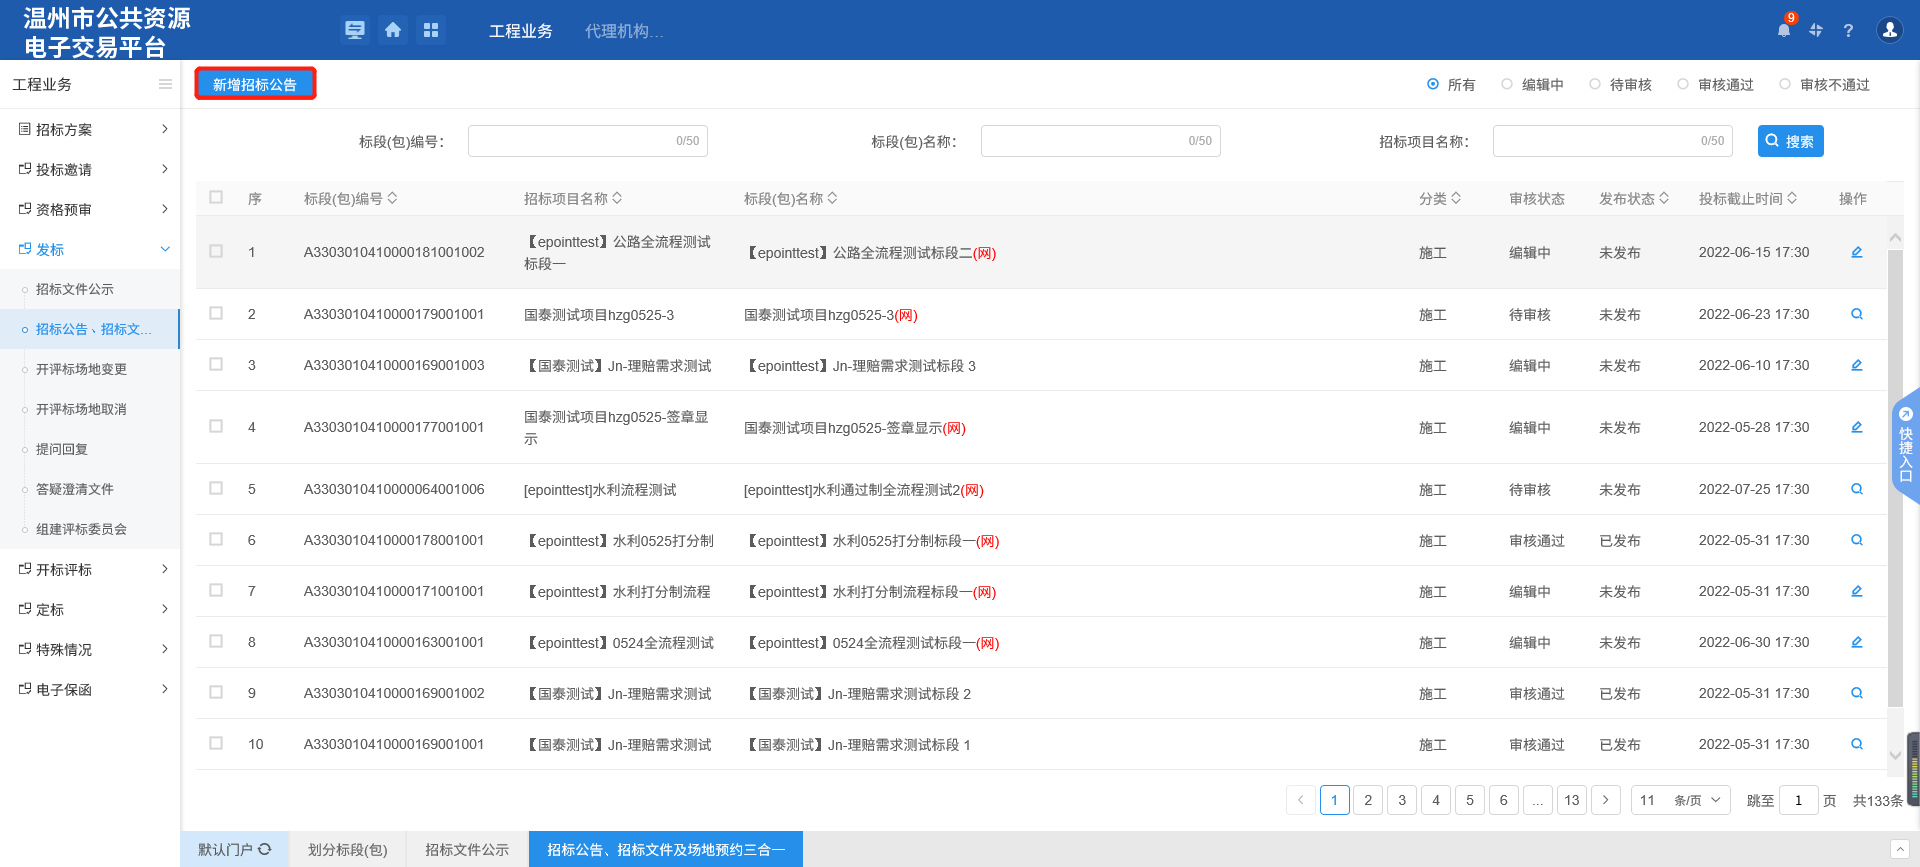 温州市公共资源
电子交易平台
工程业务
代理机构...
9
?
工程业务
招标方案
投标邀请
资格预审
发标
招标文件公示
招标公告、招标文...
开评标场地变更
开评标场地取消
提问回复
答疑澄清文件
组建评标委员会
开标评标
定标
特殊情况
电子保函
新增招标公告
所有 编辑中 待审核 审核通过 审核不通过
标段(包)编号： 0/50 标段(包)名称： 0/50 招标项目名称： 0/50 搜索
序 标段(包)编号 招标项目名称 标段(包)名称 分类 审核状态 发布状态 投标截止时间 操作
1 A3303010410000181001002 【epointtest】公路全流程测试标段一 【epointtest】公路全流程测试标段二(网) 施工 编辑中 未发布 2022-06-15 17:30
2 A3303010410000179001001 国泰测试项目hzg0525-3 国泰测试项目hzg0525-3(网) 施工 待审核 未发布 2022-06-23 17:30
3 A3303010410000169001003 【国泰测试】Jn-理赔需求测试 【epointtest】Jn-理赔需求测试标段 3 施工 编辑中 未发布 2022-06-10 17:30
4 A3303010410000177001001 国泰测试项目hzg0525-签章显示 国泰测试项目hzg0525-签章显示(网) 施工 编辑中 未发布 2022-05-28 17:30
5 A3303010410000064001006 [epointtest]水利流程测试 [epointtest]水利通过制全流程测试2(网) 施工 待审核 未发布 2022-07-25 17:30
6 A3303010410000178001001 【epointtest】水利0525打分制 【epointtest】水利0525打分制标段一(网) 施工 审核通过 已发布 2022-05-31 17:30
7 A3303010410000171001001 【epointtest】水利打分制流程 【epointtest】水利打分制流程标段一(网) 施工 编辑中 未发布 2022-05-31 17:30
8 A3303010410000163001001 【epointtest】0524全流程测试 【epointtest】0524全流程测试标段一(网) 施工 编辑中 未发布 2022-06-30 17:30
9 A3303010410000169001002 【国泰测试】Jn-理赔需求测试 【国泰测试】Jn-理赔需求测试标段 2 施工 审核通过 已发布 2022-05-31 17:30
10 A3303010410000169001001 【国泰测试】Jn-理赔需求测试 【国泰测试】Jn-理赔需求测试标段 1 施工 审核通过 已发布 2022-05-31 17:30
快捷入口
1 2 3 4 5 6 ... 13 11 条/页 跳至 1 页 共133条
默认门户 划分标段(包) 招标文件公示 招标公告、招标文件及场地预约三合一